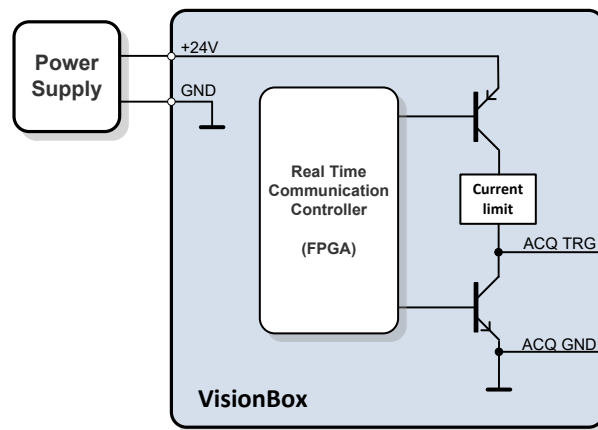 Power
Supply
+24V
GND
Real Time
Communication
Controller
(FPGA)
Current
limit
ACQ TRG
ACQ GND
VisionBox